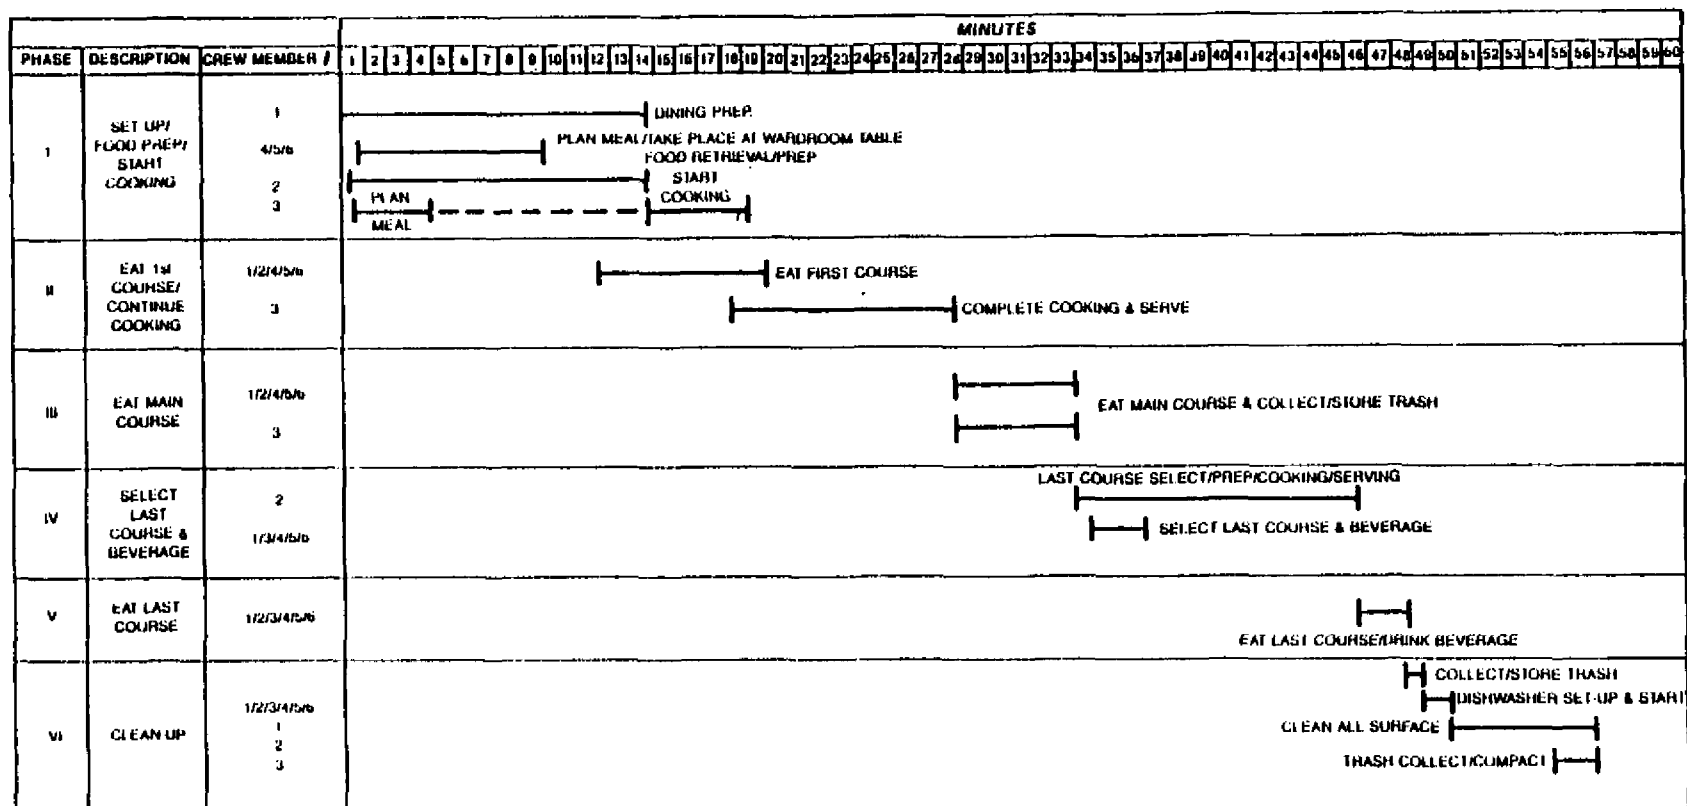 MINUTES
PHASE DESCRIPTION CREW MEMBER # 1 2 3 4 5 6 7 8 9 10 11 12 13 14 15 16 17 18 19 20 21 22 23 24 25 26 27 28 29 30 31 32 33 34 35 36 37 38 39 40 41 42 43 44 45 46 47 48 49 50 51 52 53 54 55 56 57 58 59 60
I
SET UP/
FOOD PREP/
START
COOKING
1
4/5/6
2
3
DINING PREP.
PLAN MEAL/TAKE PLACE AT WARDROOM TABLE
FOOD RETRIEVAL/PREP
START
COOKING
PLAN
MEAL
II
EAT 1st
COURSE/
CONTINUE
COOKING
1/2/4/5/6
3
EAT FIRST COURSE
COMPLETE COOKING & SERVE
III
EAT MAIN
COURSE
1/2/4/5/6
3
EAT MAIN COURSE & COLLECT/STORE TRASH
IV
SELECT
LAST
COURSE &
BEVERAGE
2
1/3/4/5/6
LAST COURSE SELECT/PREP/COOKING/SERVING
SELECT LAST COURSE & BEVERAGE
V
EAT LAST
COURSE
1/2/3/4/5/6
EAT LAST COURSE/DRINK BEVERAGE
VI
CLEAN UP
1/2/3/4/5/6
1
2
3
COLLECT/STORE TRASH
DISHWASHER SET-UP & START
CLEAN ALL SURFACE
TRASH COLLECT/COMPACT